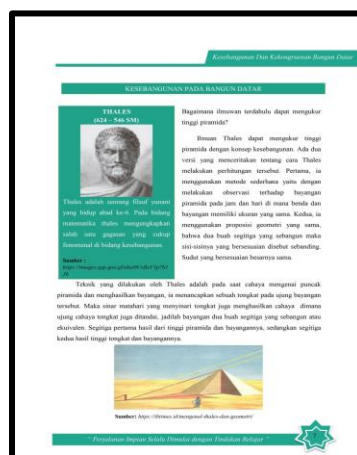 Kesebangunan Dan Kekongruenan Bangun Datar
KESEBANGUNAN PADA BANGUN DATAR
THALES
(624 – 546 SM)
Thales adalah seorang filsuf yunani
yang hidup abad ke-6. Pada bidang
matematika thales mengungkapkan
salah satu gagasan yang cukup
fenomenal di bidang kesebangunan.
Sumber :
Bagaimana ilmuwan terdahulu dapat mengukur
tinggi piramida?
Ilmuan Thales dapat mengukur tinggi
piramida dengan konsep kesebangunan. Ada dua
versi yang menceritakan tentang cara Thales
melakukan perhitungan tersebut. Pertama, ia
menggunakan metode sederhana yaitu dengan
melakukan observasi terhadap bayangan
piramida pada jam dan hari di mana benda dan
bayangan memiliki ukuran yang sama. Kedua, ia
menggunakan proposisi geometri yang sama,
bahwa dua buah segitiga yang sebangun maka
sisi-sisinya yang bersesuaian disebut sebanding.
Sudut yang bersesuaian besarnya sama.
Teknik yang dilakukan oleh Thales adalah pada saat cahaya mengenai puncak
piramida dan menghasilkan bayangan, ia menancapkan sebuah tongkat pada ujung bayangan
tersebut. Maka sinar matahari yang menyinari tongkat juga menghasilkan cahaya dimana
ujung cahaya tongkat juga ditandai, jadilah bayangan dua buah segitiga yang sebangun atau
ekuivalen. Segitiga pertama hasil dari tinggi piramida dan bayangannya, sedangkan segitiga
kedua hasil tinggi tongkat dan bayangannya.
Sumber:
" Perjalanan Impian Selalu Dimulai dengan Tindakan Belajar "